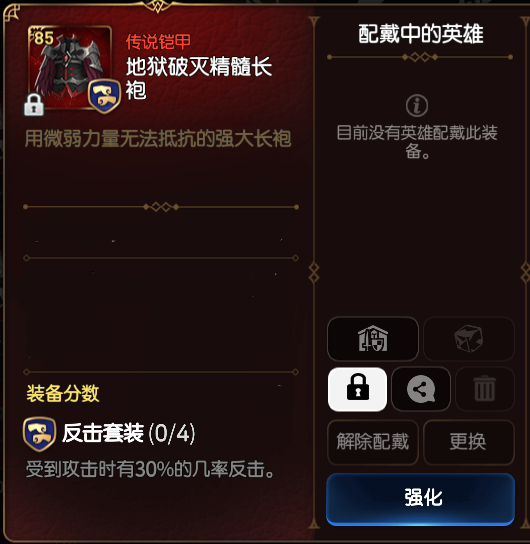 85
传说铠甲
地狱破灭精髓长
袍
用微弱力量无法抵抗的强大长袍
装备分数
反击套装 (0/4)
受到攻击时有30%的几率反击。
配戴中的英雄
目前没有英雄配戴此装
备。
解除配戴
更换
强化